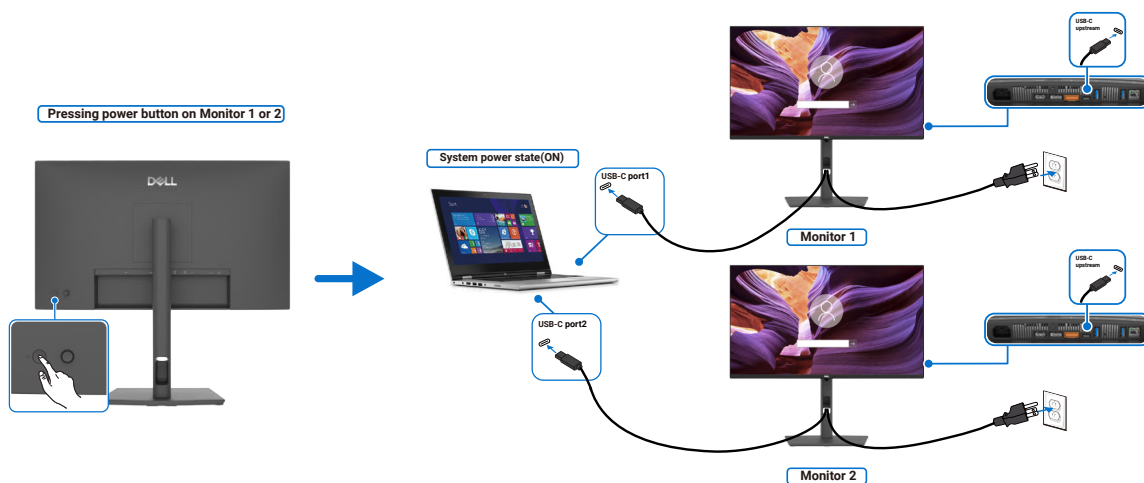 Pressing power button on Monitor 1 or 2
DELL
System power state(ON)
USB-C port1
Start
USB-C
upstream
Monitor 1
USB-C port2
USB-C
upstream
Monitor 2